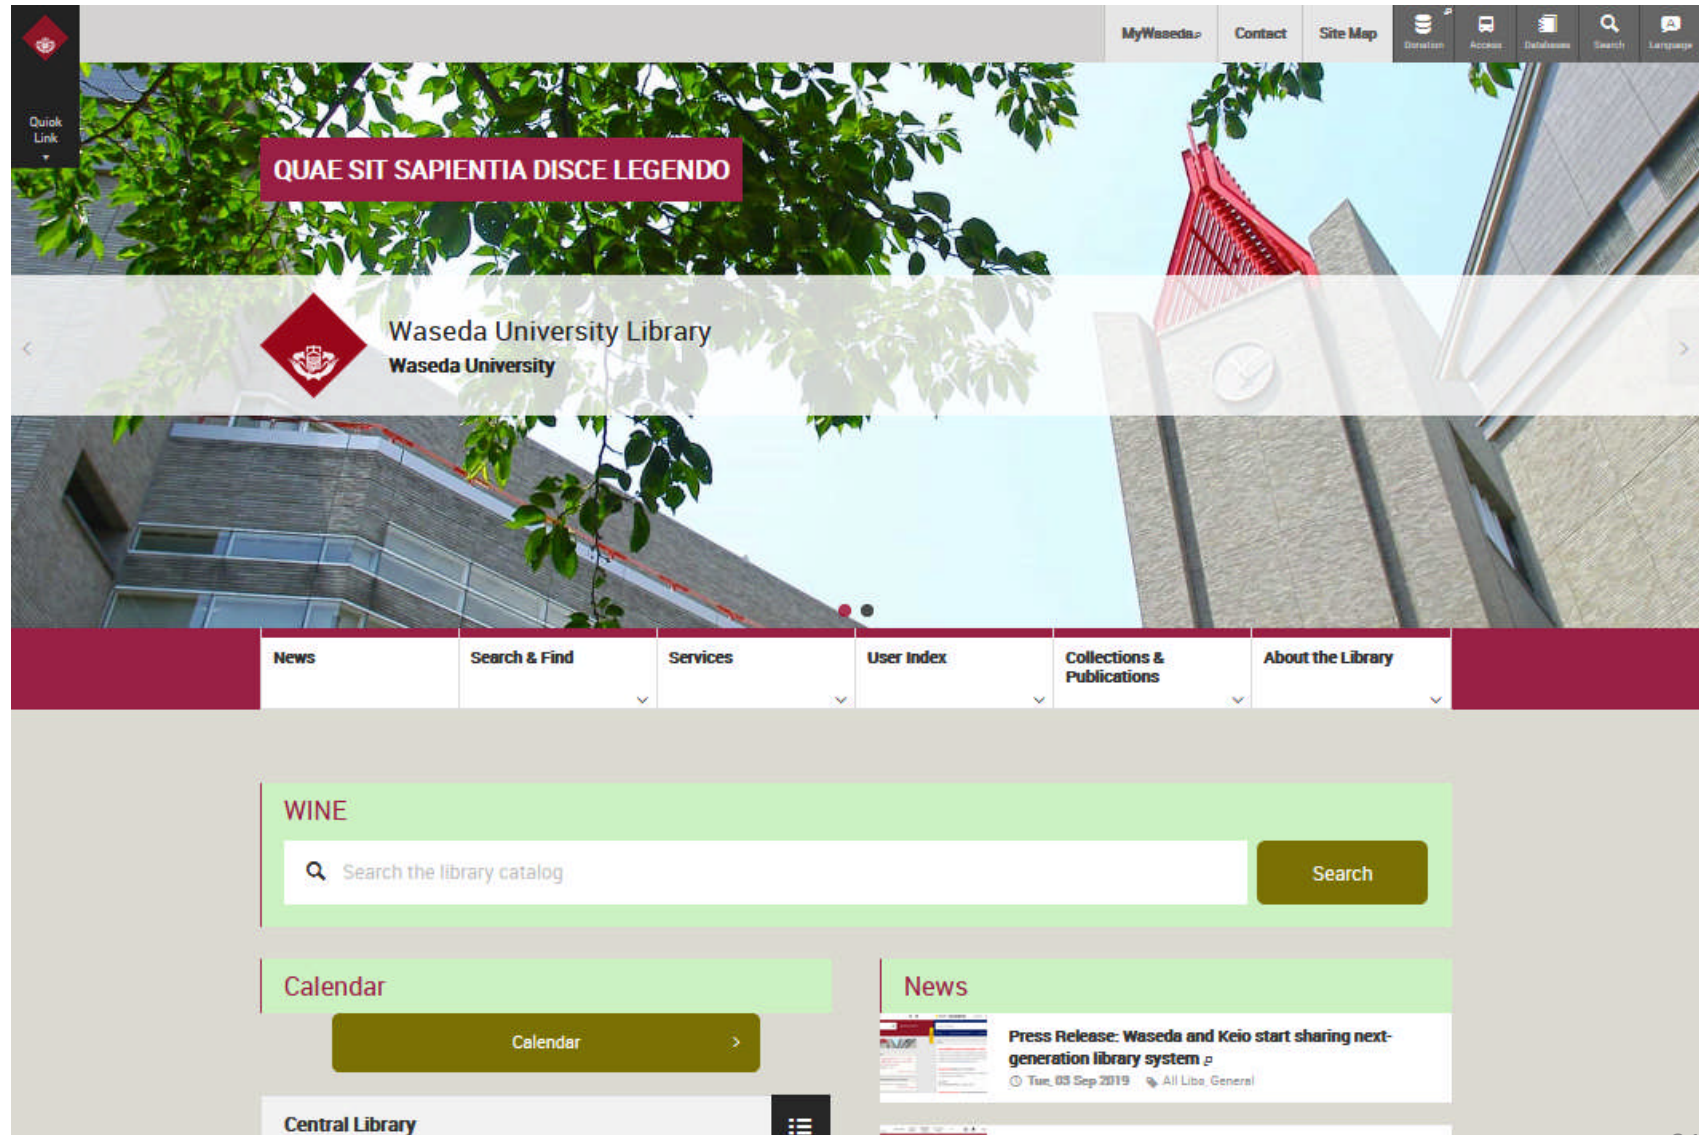 MyWaseda
Contact
Site Map
Donation
Access
Databases
Search
Language
Quick
Link
QUAE SIT SAPIENTIA DISCE LEGENDO
Waseda University Library
Waseda University
News
Search & Find
Services
User Index
Collections &
Publications
About the Library
WINE
Search the library catalog
Search
Calendar
Calendar
News
Press Release: Waseda and Keio start sharing next-
generation library system
Tue, 03 Sep 2019 All Libs, General
Central Library